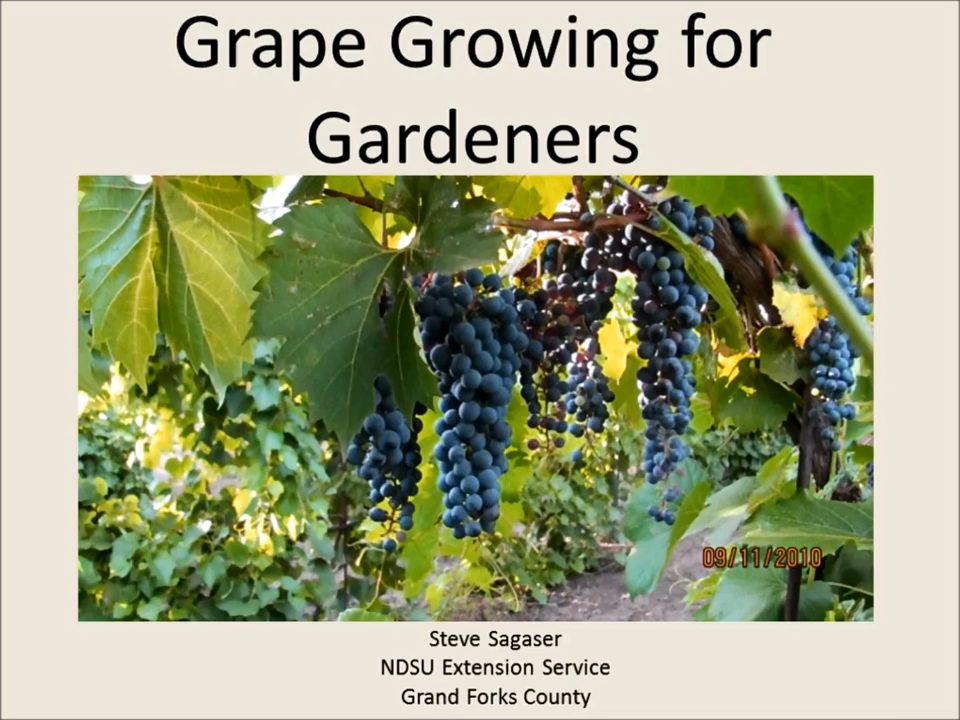 Grape Growing for
Gardeners
09/11/2010
Steve Sagaser
NDSU Extension Service
Grand Forks County